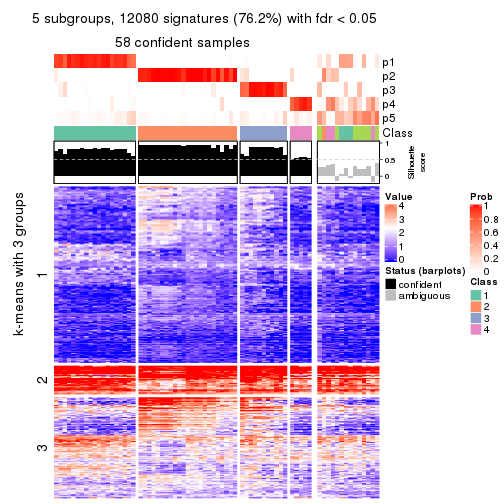 5 subgroups, 12080 signatures (76.2%) with fdr < 0.05
58 confident samples
p1
p2
p3
p4
p5
Class
1
0.5
0
Silhouette
score
k-means with 3 groups
1
2
3
Value
4
3
2
1
0
Status (barplots)
confident
ambiguous
Prob
1
0.8
0.6
0.4
0.2
0
Class
1
2
3
4